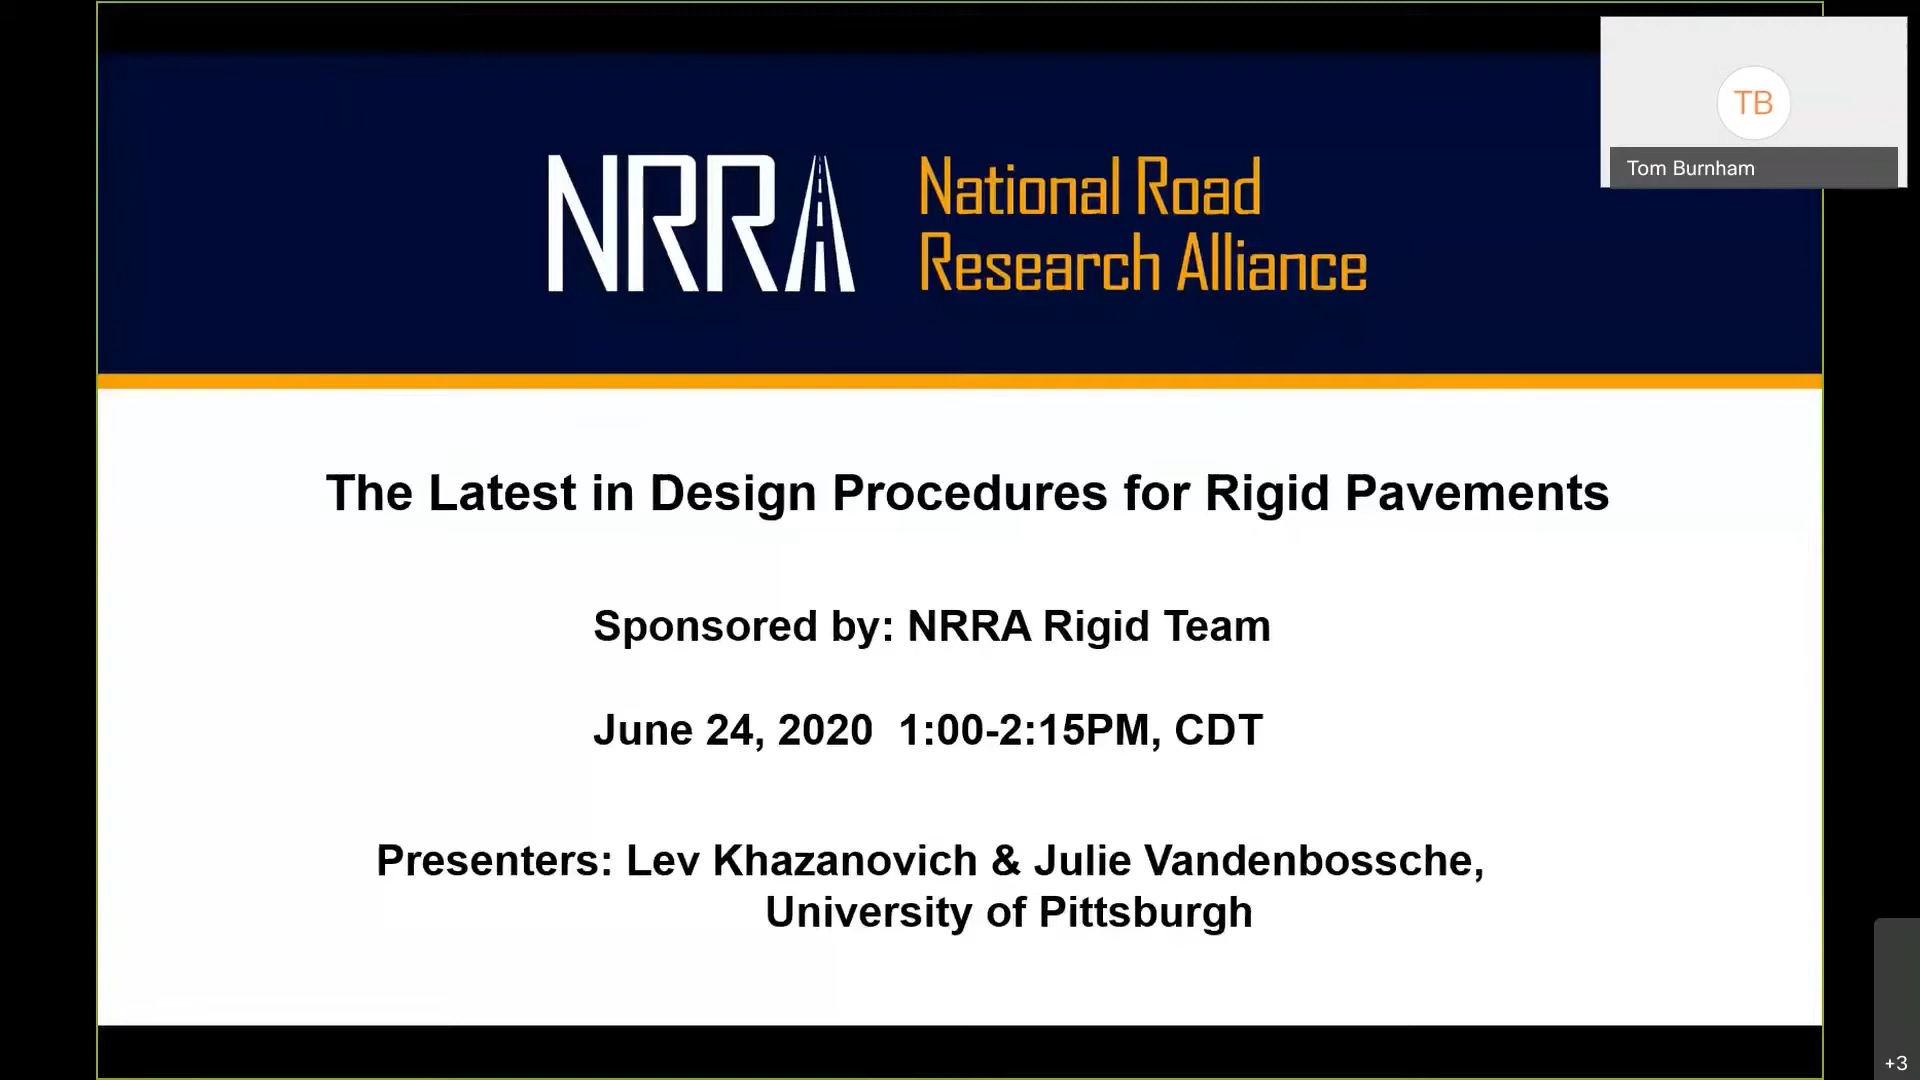 NRRA
National Road
Research Alliance
TB
Tom Burnham
The Latest in Design Procedures for Rigid Pavements
Sponsored by: NRRA Rigid Team
June 24, 2020 1:00-2:15PM, CDT
Presenters: Lev Khazanovich & Julie Vandenbossche,
University of Pittsburgh
+3